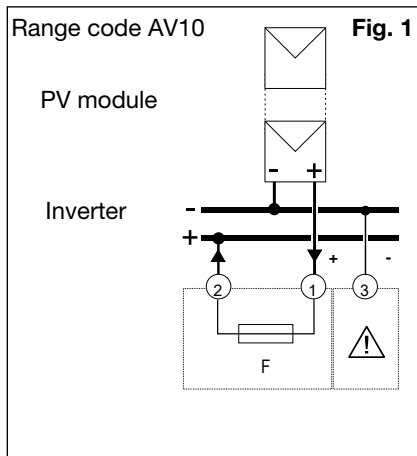 Range code AV10 Fig. 1
PV module
- +
Inverter -
+
+ -
2 1 3
!
F